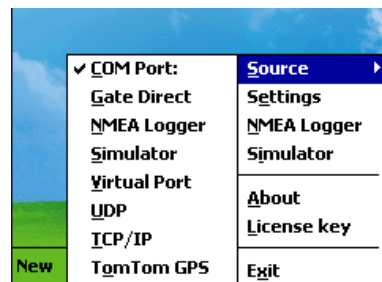 ✓ COM Port:
Gate Direct
NMEA Logger
Simulator
Virtual Port
UDP
TCP/IP
TomTom GPS
Source
Settings
NMEA Logger
Simulator
About
License key
Exit
New